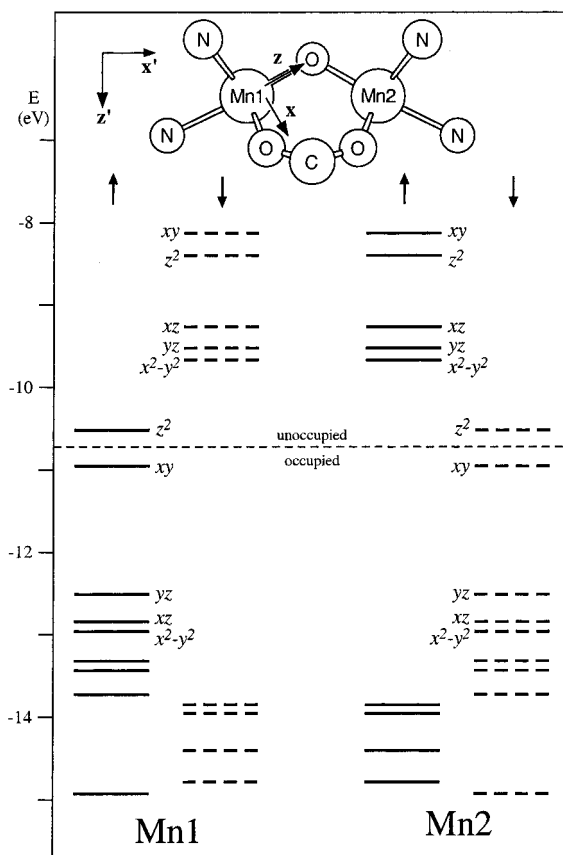 N
N
O
z
x'
z'
x
Mn1
Mn2
N
N
O
C
O
E
(eV)
-8
-10
-12
-14
↑ ↓ ↑ ↓
xy xy
z² z²
xz xz
yz yz
x²-y² x²-y²
z² unoccupied z²
xy occupied xy
yz yz
xz xz
x²-y² x²-y²
Mn1 Mn2